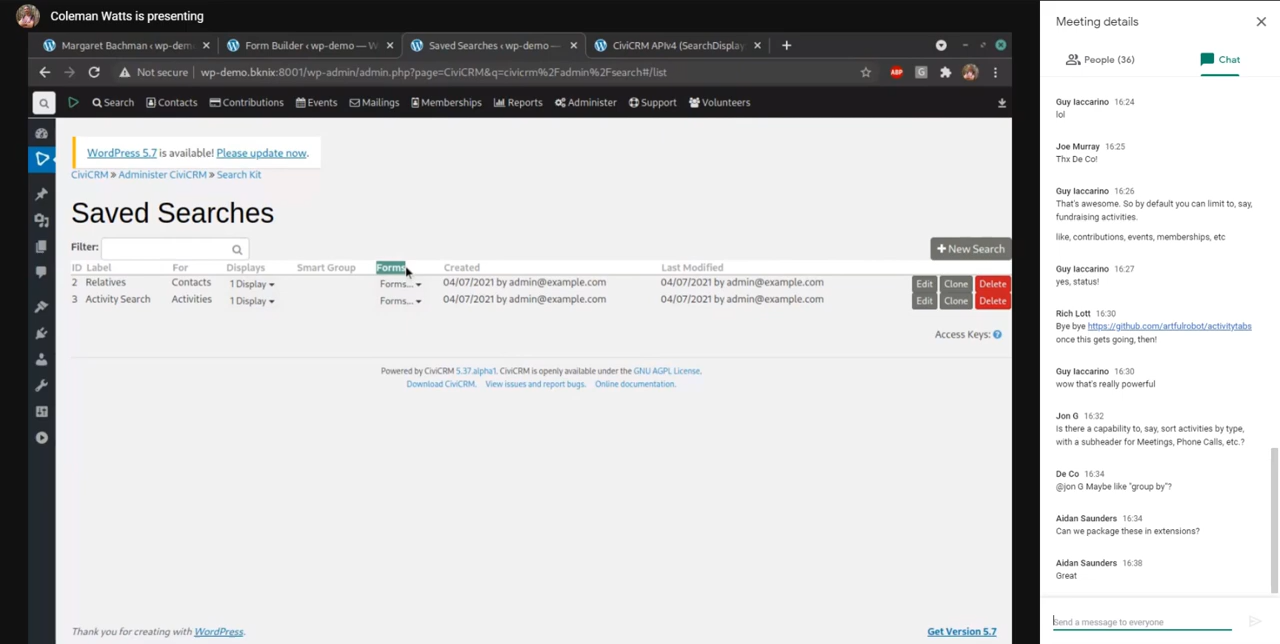 Coleman Watts is presenting
Margaret Bachman ‹ wp-dem
Form Builder ‹ wp-demo — W
Saved Searches ‹ wp-demo —
CiviCRM APIv4 (SearchDisplay
Not secure | wp-demo.bknix:8001/wp-admin/admin.php?page=CiviCRM&q=civicrm%2Fadmin%2Fsearch#/list
ABP
G
Search Contacts Contributions Events Mailings Memberships Reports Administer Support Volunteers
WordPress 5.7 is available! Please update now.
CiviCRM » Administer CiviCRM » Search Kit
Saved Searches
Filter:
+ New Search
ID Label For Displays Smart Group Forms Created Last Modified
2 Relatives Contacts 1 Display Forms... 04/07/2021 by admin@example.com 04/07/2021 by admin@example.com Edit Clone Delete
3 Activity Search Activities 1 Display Forms... 04/07/2021 by admin@example.com 04/07/2021 by admin@example.com Edit Clone Delete
Access Keys: ?
Powered by CiviCRM 5.37.alpha1. CiviCRM is openly available under the GNU AGPL License.
Download CiviCRM. View issues and report bugs. Online documentation.
Thank you for creating with WordPress.
Get Version 5.7
Meeting details
People (36)
Chat
Guy Iaccarino 16:24
lol
Joe Murray 16:25
Thx De Co!
Guy Iaccarino 16:26
That's awesome. So by default you can limit to, say,
fundraising activities.
like, contributions, events, memberships, etc
Guy Iaccarino 16:27
yes, status!
Rich Lott 16:30
Bye bye https://github.com/artfulrobot/activitytabs
once this gets going, then!
Guy Iaccarino 16:30
wow that's really powerful
Jon G 16:32
Is there a capability to, say, sort activities by type,
with a subheader for Meetings, Phone Calls, etc.?
De Co 16:34
@jon G Maybe like "group by"?
Aidan Saunders 16:34
Can we package these in extensions?
Aidan Saunders 16:38
Great
Send a message to everyone